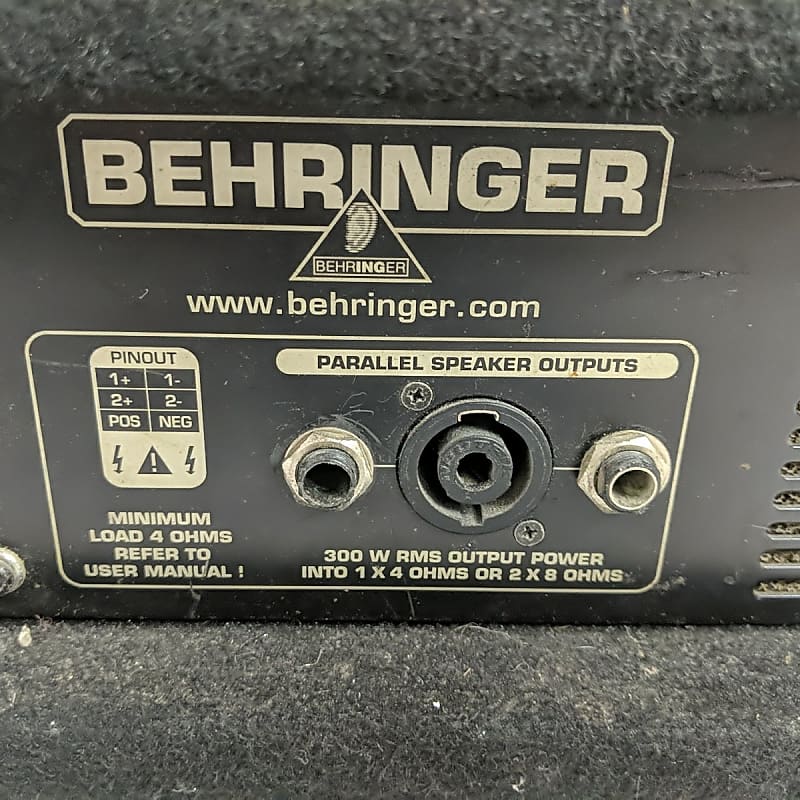 BEHRINGER
BEHRINGER
www.behringer.com
PINOUT
1+ 1-
2+ 2-
POS NEG
MINIMUM
LOAD 4 OHMS
REFER TO
USER MANUAL !
PARALLEL SPEAKER OUTPUTS
300 W RMS OUTPUT POWER
INTO 1 X 4 OHMS OR 2 X 8 OHMS